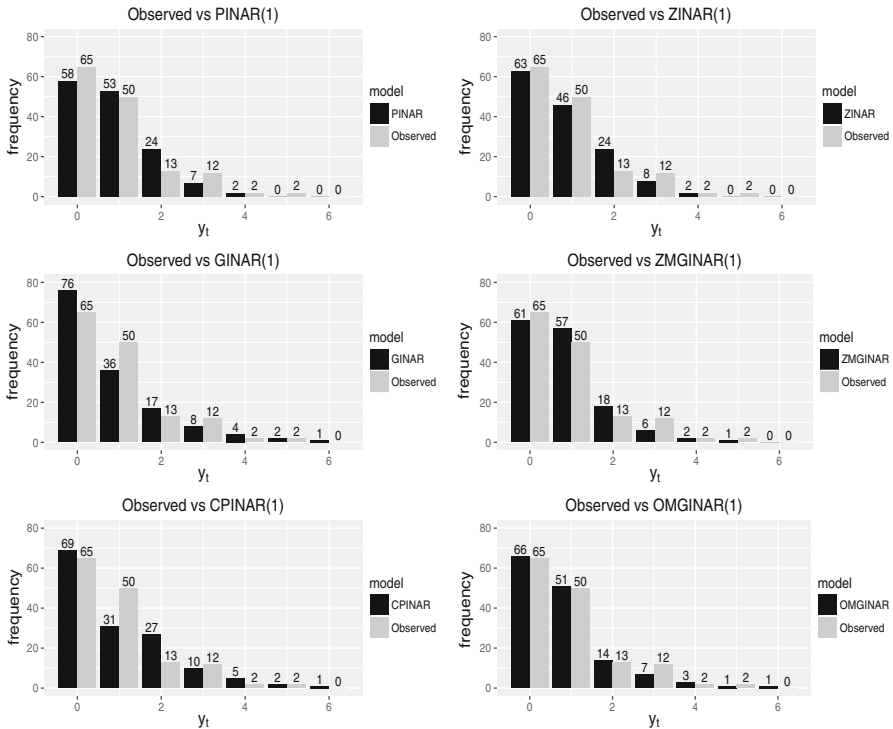 Observed vs PINAR(1)
80
60
40
20
0
frequency
58 65 53 50 24 13 7 12 2 2 0 2 0 0
0 2 4 6
yt
model
PINAR
Observed
Observed vs ZINAR(1)
80
60
40
20
0
frequency
63 65 46 50 24 13 8 12 2 2 0 2 0 0
0 2 4 6
yt
model
ZINAR
Observed
Observed vs GINAR(1)
80
60
40
20
0
frequency
76 65 36 50 17 13 8 12 4 2 2 2 1 0
0 2 4 6
yt
model
GINAR
Observed
Observed vs ZMGINAR(1)
80
60
40
20
0
frequency
61 65 57 50 18 13 6 12 2 2 1 2 0 0
0 2 4 6
yt
model
ZMGINAR
Observed
Observed vs CPINAR(1)
80
60
40
20
0
frequency
69 65 31 50 27 13 10 12 5 2 2 2 1 0
0 2 4 6
yt
model
CPINAR
Observed
Observed vs OMGINAR(1)
80
60
40
20
0
frequency
66 65 51 50 14 13 7 12 3 2 1 2 1 0
0 2 4 6
yt
model
OMGINAR
Observed